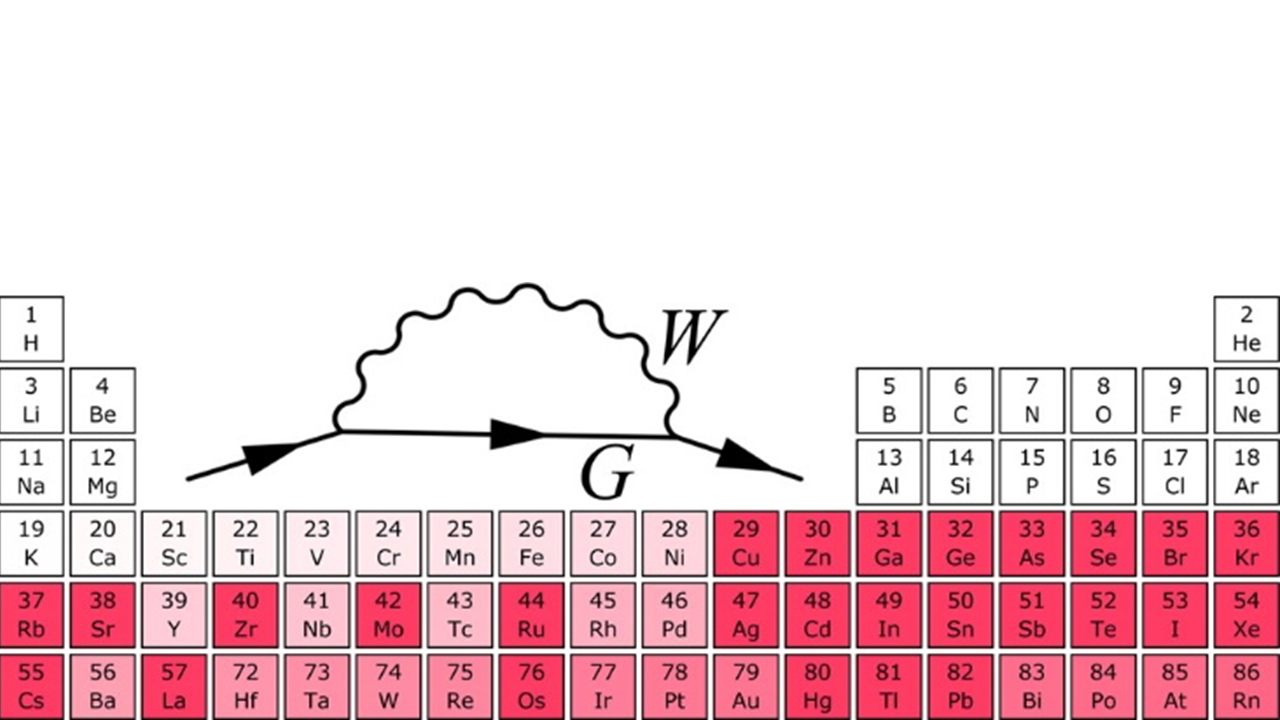 1 2
H He
W
3 4 5 6 7 8 9 10
Li Be B C N O F Ne
G
11 12 13 14 15 16 17 18
Na Mg Al Si P S Cl Ar
19 20 21 22 23 24 25 26 27 28 29 30 31 32 33 34 35 36
K Ca Sc Ti V Cr Mn Fe Co Ni Cu Zn Ga Ge As Se Br Kr
37 38 39 40 41 42 43 44 45 46 47 48 49 50 51 52 53 54
Rb Sr Y Zr Nb Mo Tc Ru Rh Pd Ag Cd In Sn Sb Te I Xe
55 56 57 72 73 74 75 76 77 78 79 80 81 82 83 84 85 86
Cs Ba La Hf Ta W Re Os Ir Pt Au Hg Tl Pb Bi Po At Rn